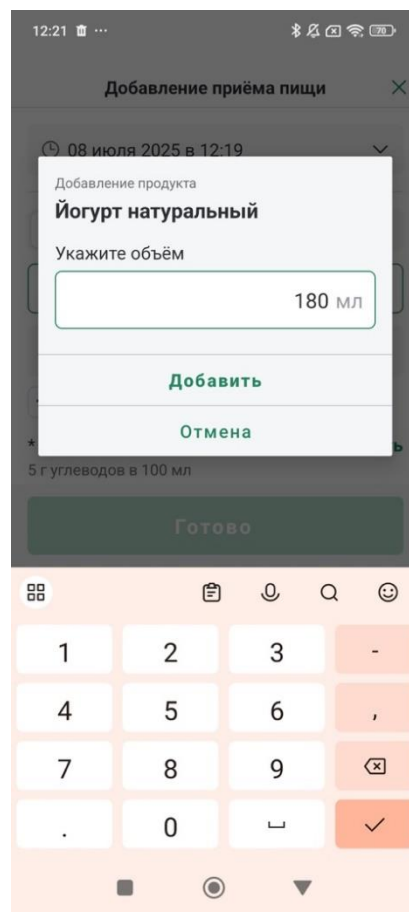 12:21 ... 70
Добавление приёма пищи
08 июля 2025 в 12:19
Добавление продукта
Йогурт натуральный
Укажите объём
180 мл
Добавить
Отмена
* ь
5 г углеводов в 100 мл
Готово
1 2 3 -
4 5 6 ,
7 8 9
. 0